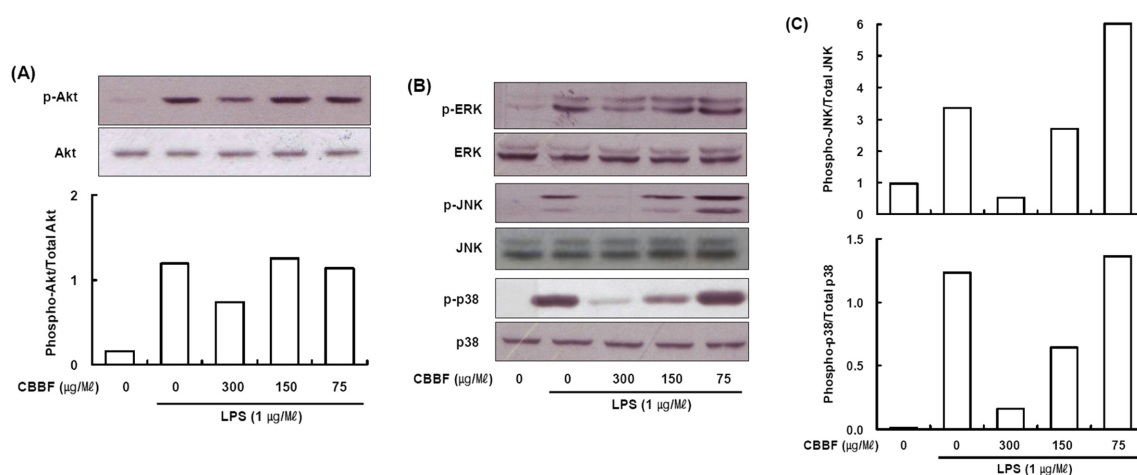 (A)
p-Akt
Akt
Phospho-Akt/Total Akt
2
1
0
CBBF (μg/Mℓ) 0 0 300 150 75
LPS (1 μg/Mℓ)
(B)
p-ERK
ERK
p-JNK
JNK
p-p38
p38
CBBF (μg/Mℓ) 0 0 300 150 75
LPS (1 μg/Mℓ)
(C)
Phospho-JNK/Total JNK
6
5
4
3
2
1
0
Phospho-p38/Total p38
1.5
1.0
0.5
0.0
CBBF (μg/Mℓ) 0 0 300 150 75
LPS (1 μg/Mℓ)